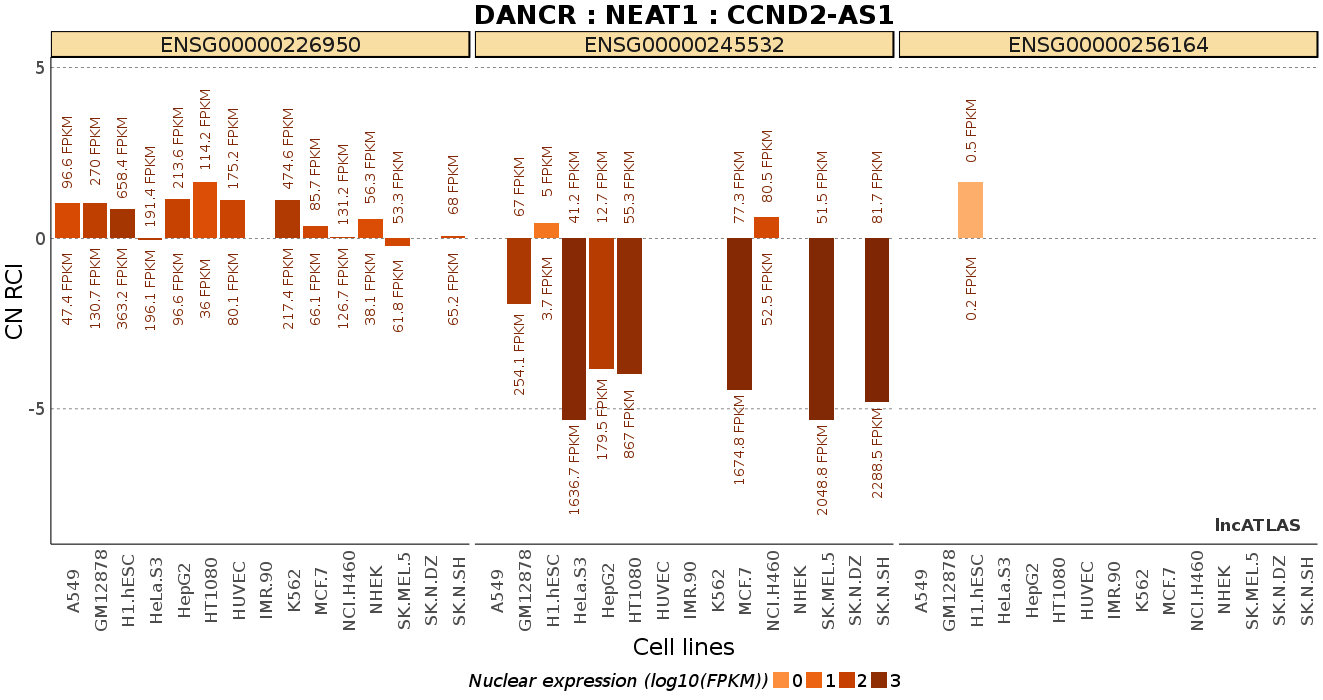 DANCR : NEAT1 : CCND2-AS1
ENSG00000226950
ENSG00000245532
ENSG00000256164
CN RCI
5
0
-5
96.6 FPKM
270 FPKM
658.4 FPKM
191.4 FPKM
213.6 FPKM
114.2 FPKM
175.2 FPKM
474.6 FPKM
85.7 FPKM
131.2 FPKM
56.3 FPKM
53.3 FPKM
68 FPKM
47.4 FPKM
130.7 FPKM
363.2 FPKM
196.1 FPKM
96.6 FPKM
36 FPKM
80.1 FPKM
217.4 FPKM
66.1 FPKM
126.7 FPKM
38.1 FPKM
61.8 FPKM
65.2 FPKM
67 FPKM
5 FPKM
41.2 FPKM
12.7 FPKM
55.3 FPKM
77.3 FPKM
80.5 FPKM
51.5 FPKM
81.7 FPKM
254.1 FPKM
3.7 FPKM
1636.7 FPKM
179.5 FPKM
867 FPKM
1674.8 FPKM
52.5 FPKM
2048.8 FPKM
2288.5 FPKM
0.5 FPKM
0.2 FPKM
lncATLAS
A549
GM12878
H1.hESC
HeLa.S3
HepG2
HT1080
HUVEC
IMR.90
K562
MCF.7
NCI.H460
NHEK
SK.MEL.5
SK.N.DZ
SK.N.SH
A549
GM12878
H1.hESC
HeLa.S3
HepG2
HT1080
HUVEC
IMR.90
K562
MCF.7
NCI.H460
NHEK
SK.MEL.5
SK.N.DZ
SK.N.SH
A549
GM12878
H1.hESC
HeLa.S3
HepG2
HT1080
HUVEC
IMR.90
K562
MCF.7
NCI.H460
NHEK
SK.MEL.5
SK.N.DZ
SK.N.SH
Cell lines
Nuclear expression (log10(FPKM)) 0 1 2 3